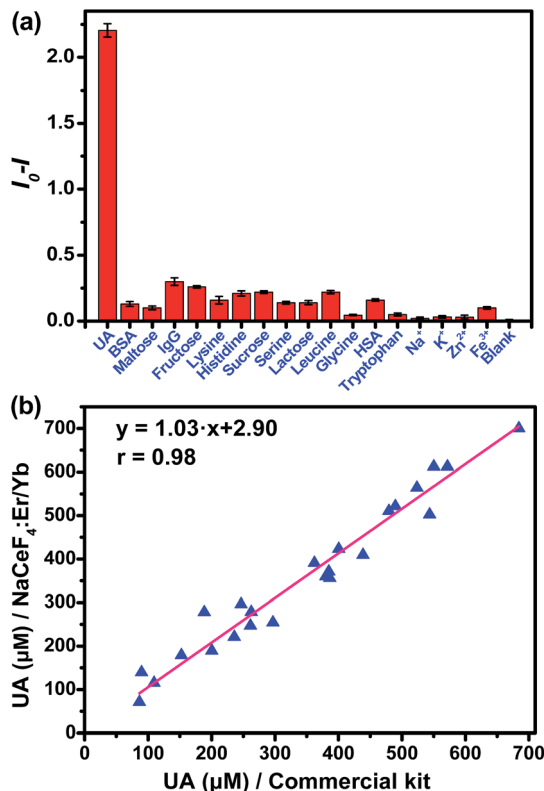 (a)
I₀-I
2.0
1.5
1.0
0.5
0.0
UA BSA Maltose IgG Fructose Lysine Histidine Sucrose Serine Lactose Leucine Glycine HSA Tryptophan Na⁺ K⁺ Zn²⁺ Fe³⁺ Blank
(b)
y = 1.03·x+2.90
r = 0.98
UA (μM) / NaCeF₄:Er/Yb
700
600
500
400
300
200
100
0
0 100 200 300 400 500 600 700
UA (μM) / Commercial kit